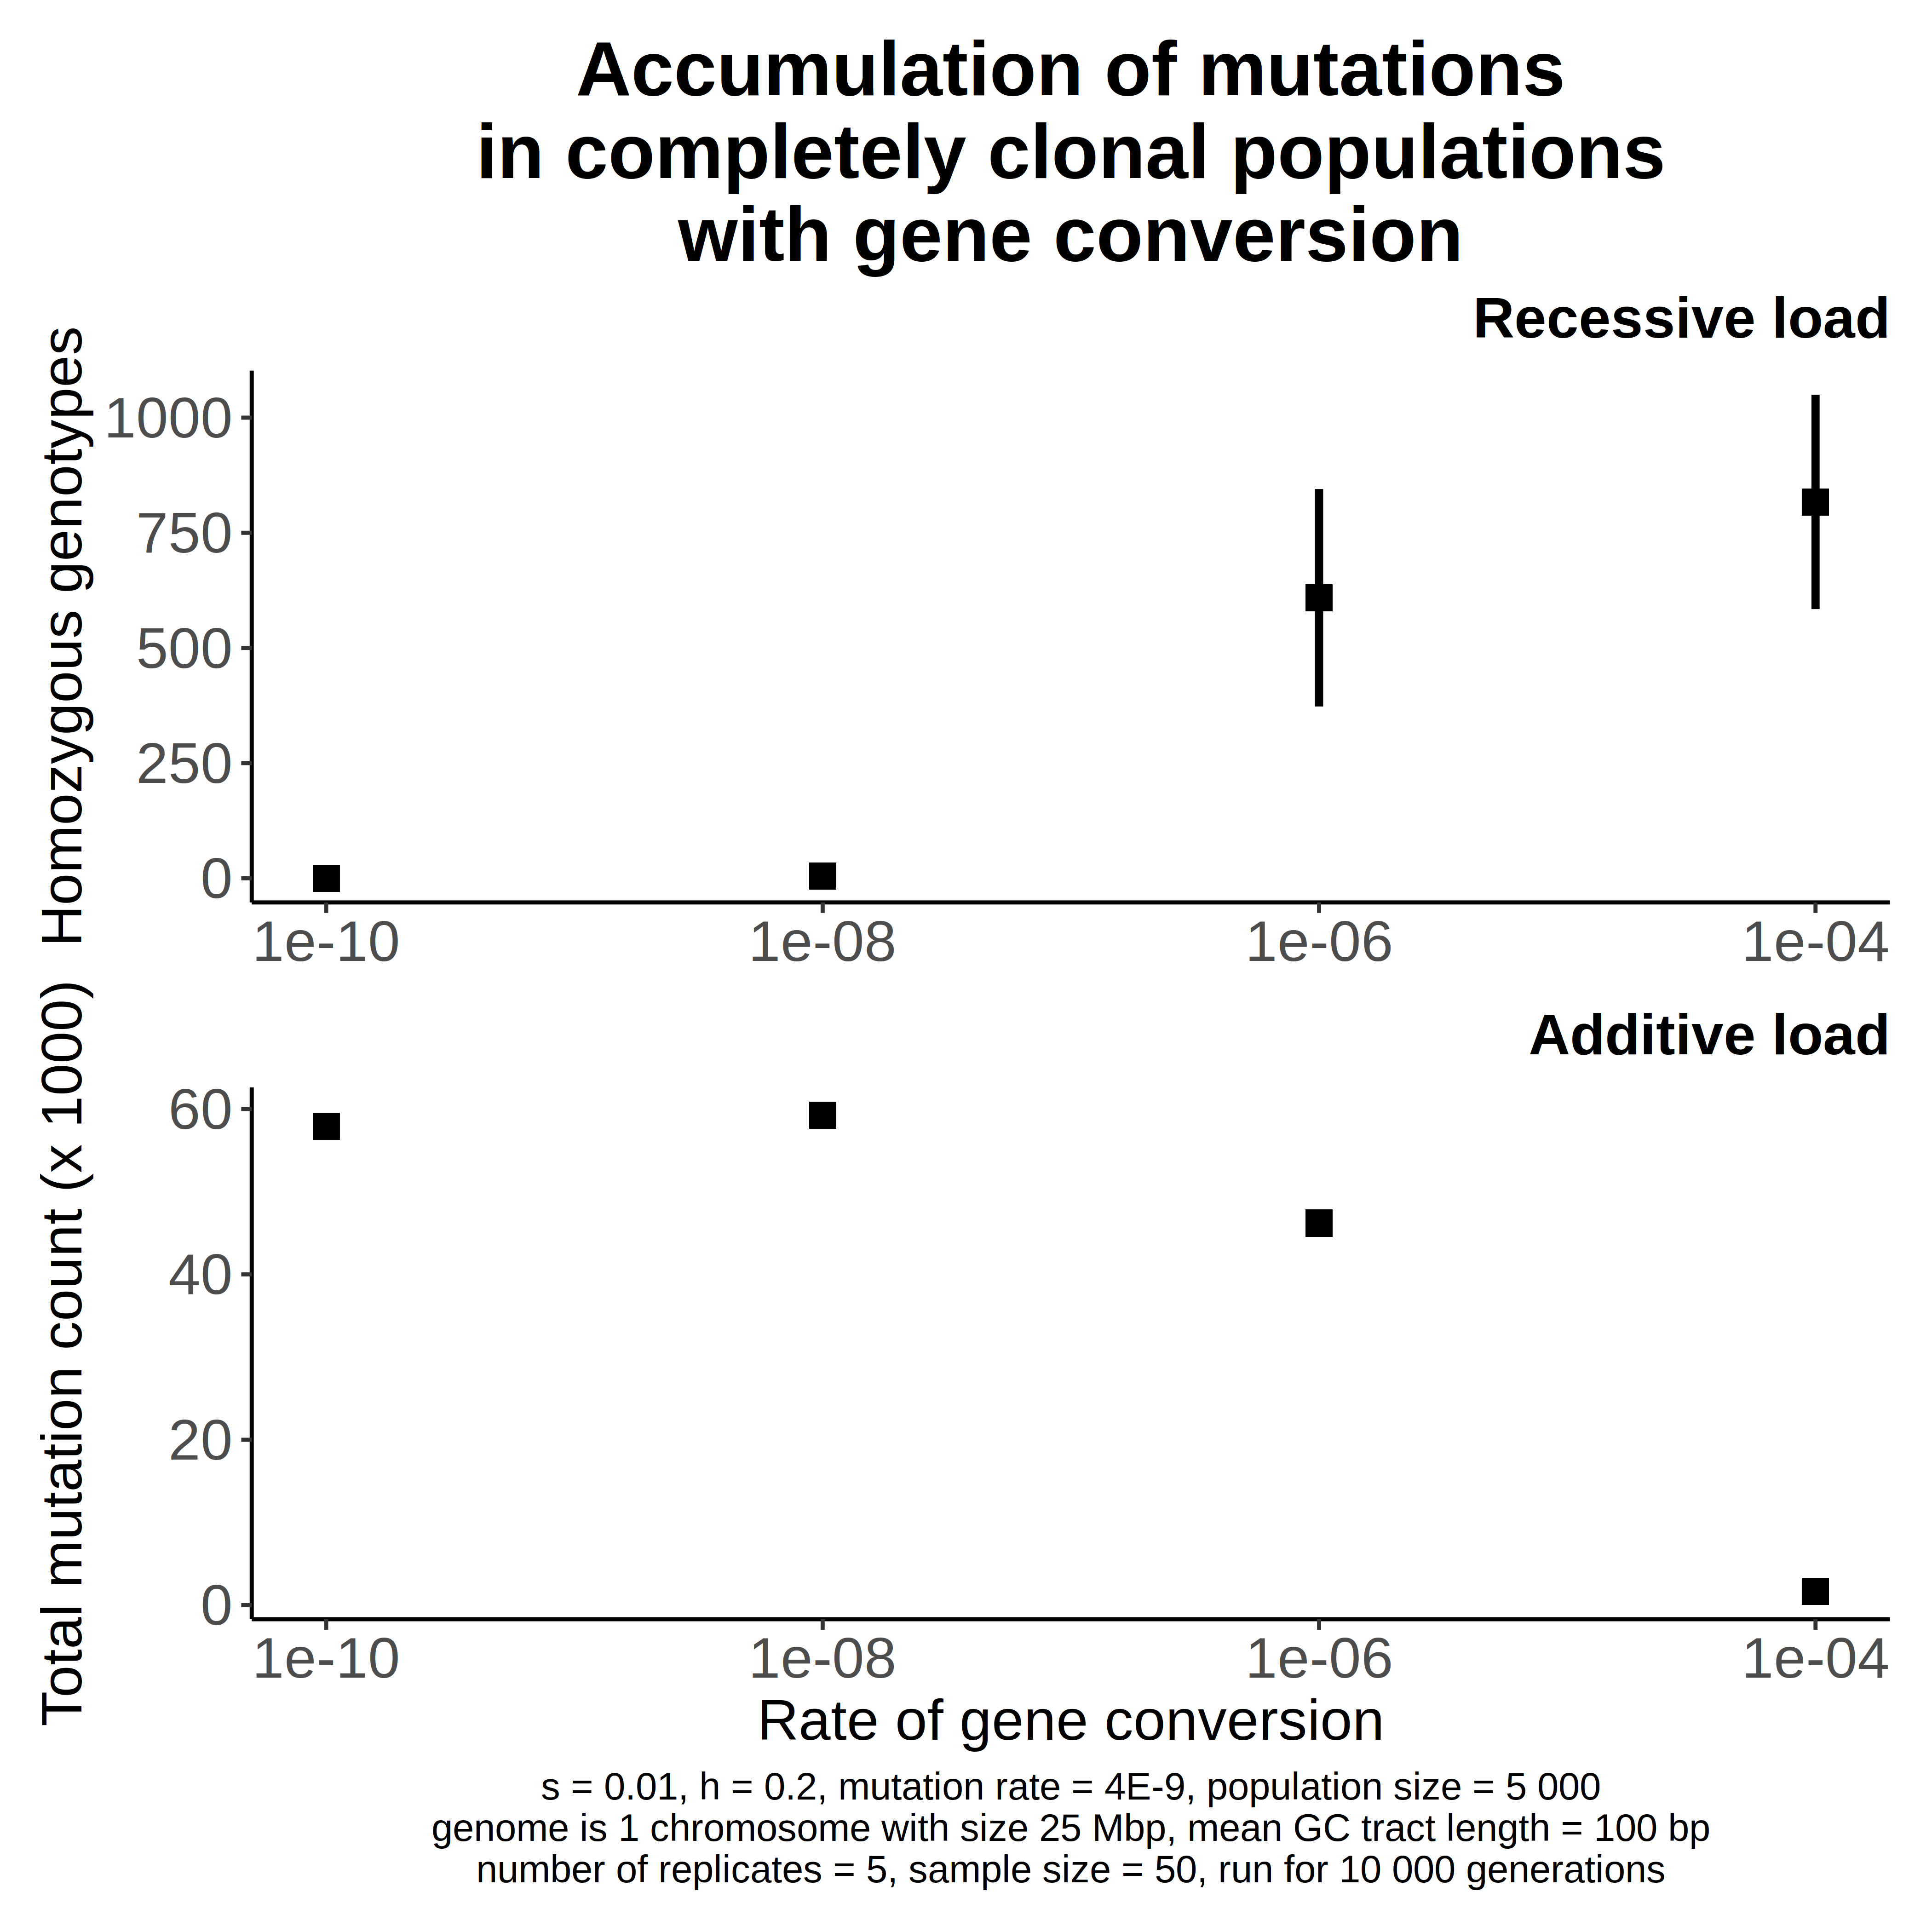 Accumulation of mutations
in completely clonal populations
with gene conversion
Recessive load
Homozygous genotypes
1000
750
500
250
0
1e-10 1e-08 1e-06 1e-04
Additive load
Total mutation count (x 1000)
60
40
20
0
1e-10 1e-08 1e-06 1e-04
Rate of gene conversion
s = 0.01, h = 0.2, mutation rate = 4E-9, population size = 5 000
genome is 1 chromosome with size 25 Mbp, mean GC tract length = 100 bp
number of replicates = 5, sample size = 50, run for 10 000 generations